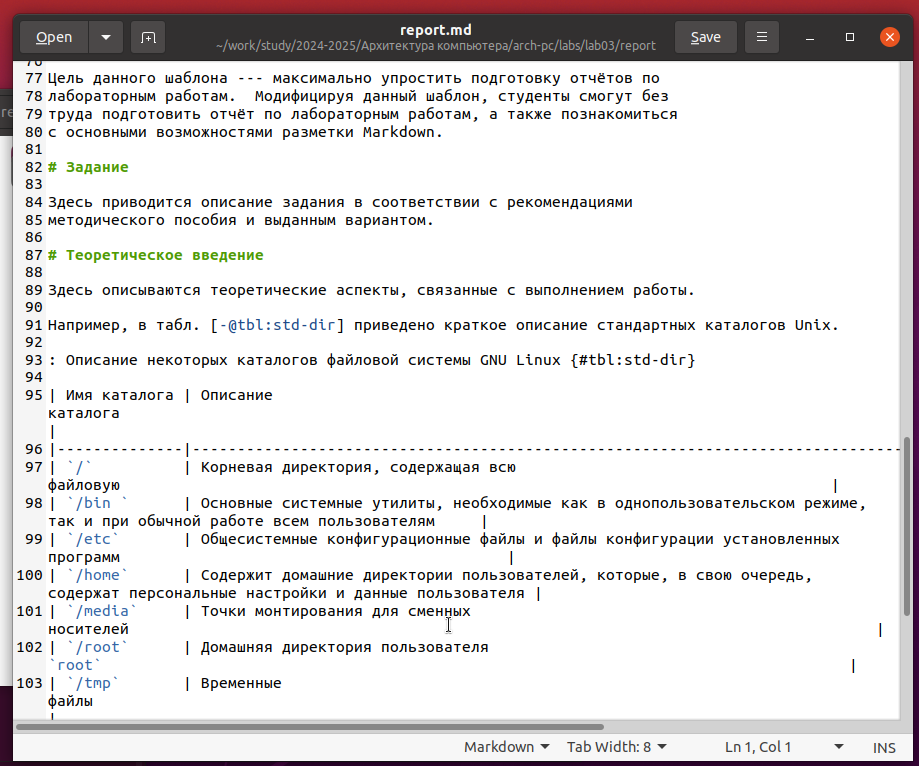 Open
report.md
~/work/study/2024-2025/Архитектура компьютера/arch-pc/labs/lab03/report
Save
76
77 Цель данного шаблона --- максимально упростить подготовку отчётов по
78 лабораторным работам.  Модифицируя данный шаблон, студенты смогут без
79 труда подготовить отчёт по лабораторным работам, а также познакомиться
80 с основными возможностями разметки Markdown.
81
82 # Задание
83
84 Здесь приводится описание задания в соответствии с рекомендациями
85 методического пособия и выданным вариантом.
86
87 # Теоретическое введение
88
89 Здесь описываются теоретические аспекты, связанные с выполнением работы.
90
91 Например, в табл. [-@tbl:std-dir] приведено краткое описание стандартных каталогов Unix.
92
93 : Описание некоторых каталогов файловой системы GNU Linux {#tbl:std-dir}
94
95 | Имя каталога | Описание
каталога
|
96 |--------------|-------------------------------------------------------------------------------
97 | `/`          | Корневая директория, содержащая всю
файловую |
98 | `/bin `      | Основные системные утилиты, необходимые как в однопользовательском режиме,
так и при обычной работе всем пользователям |
99 | `/etc`       | Общесистемные конфигурационные файлы и файлы конфигурации установленных
программ |
100 | `/home`      | Содержит домашние директории пользователей, которые, в свою очередь,
содержат персональные настройки и данные пользователя |
101 | `/media`     | Точки монтирования для сменных
носителей |
102 | `/root`      | Домашняя директория пользователя
`root` |
103 | `/tmp`       | Временные
файлы
|
Markdown Tab Width: 8 Ln 1, Col 1 INS